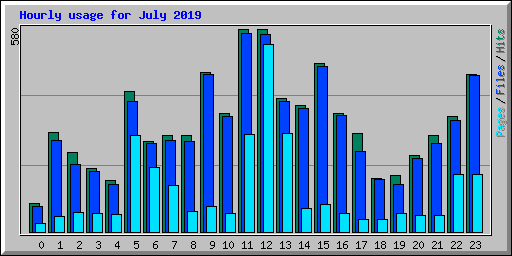 Hourly usage for July 2019
580
Pages / Files / Hits
0 1 2 3 4 5 6 7 8 9 10 11 12 13 14 15 16 17 18 19 20 21 22 23